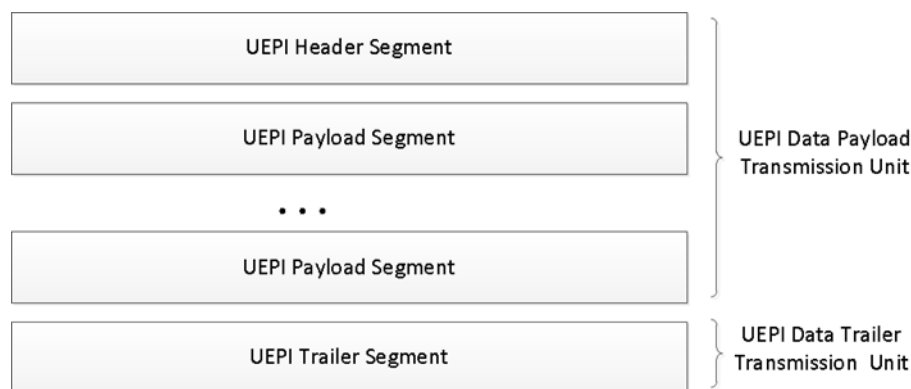 UEPI Header Segment
UEPI Payload Segment
UEPI Data Payload
Transmission Unit
• • •
UEPI Payload Segment
UEPI Trailer Segment
UEPI Data Trailer
Transmission Unit